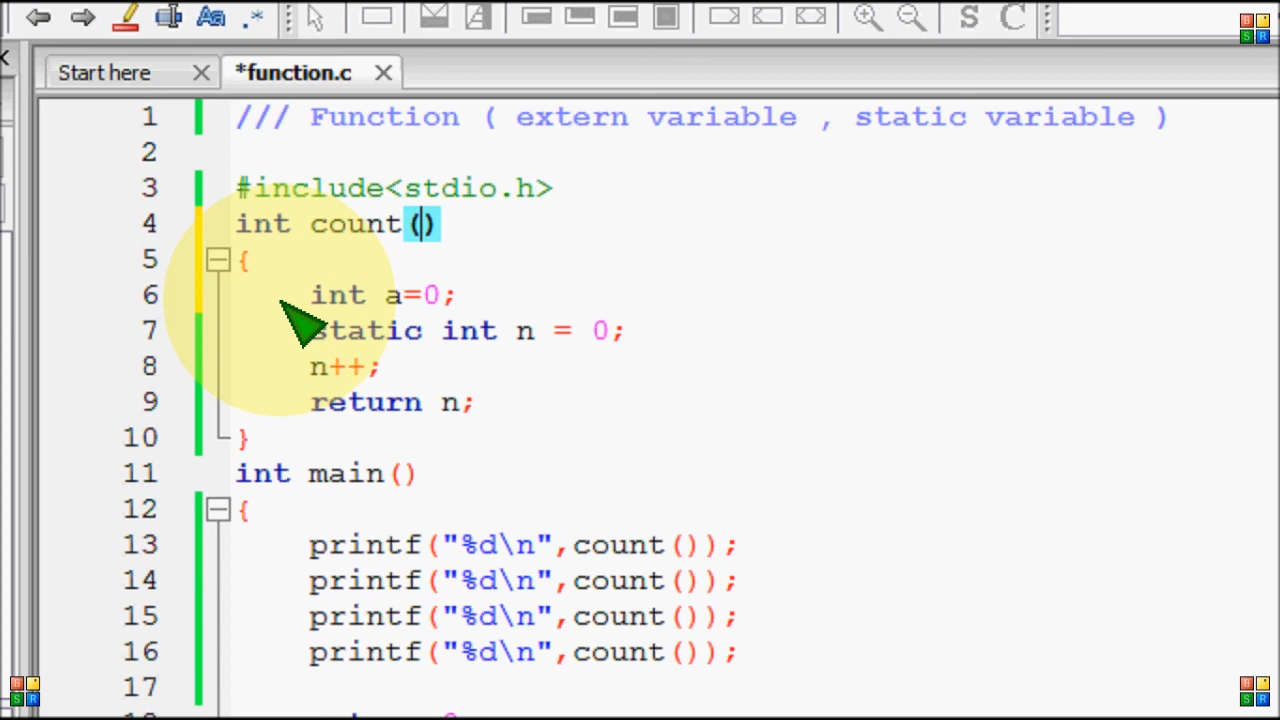 Start here
*function.c
1 /// Function ( extern variable , static variable )
2
3 #include<stdio.h>
4 int count()
5 {
6 int a=0;
7 static int n = 0;
8 n++;
9 return n;
10 }
11 int main()
12 {
13 printf("%d\n",count());
14 printf("%d\n",count());
15 printf("%d\n",count());
16 printf("%d\n",count());
17